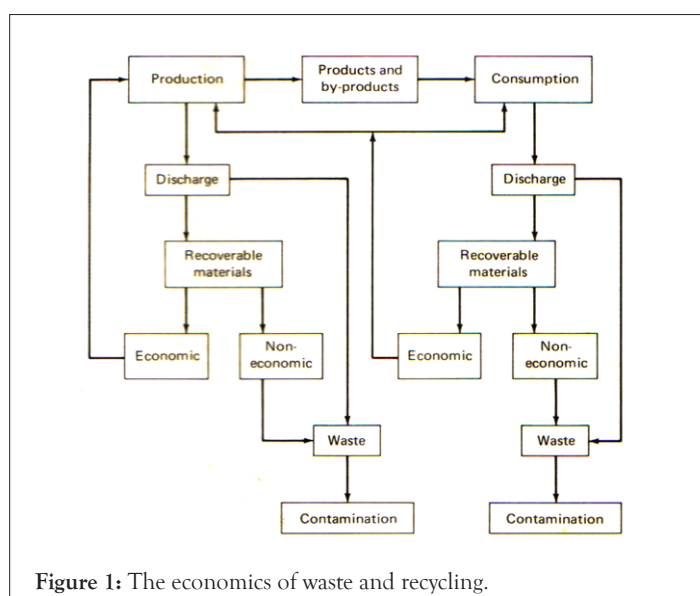 Production
Products and
by-products
Consumption
Discharge
Discharge
Recoverable
materials
Recoverable
materials
Economic
Non-
economic
Economic
Non-
economic
Waste
Waste
Contamination
Contamination
Figure 1: The economics of waste and recycling.